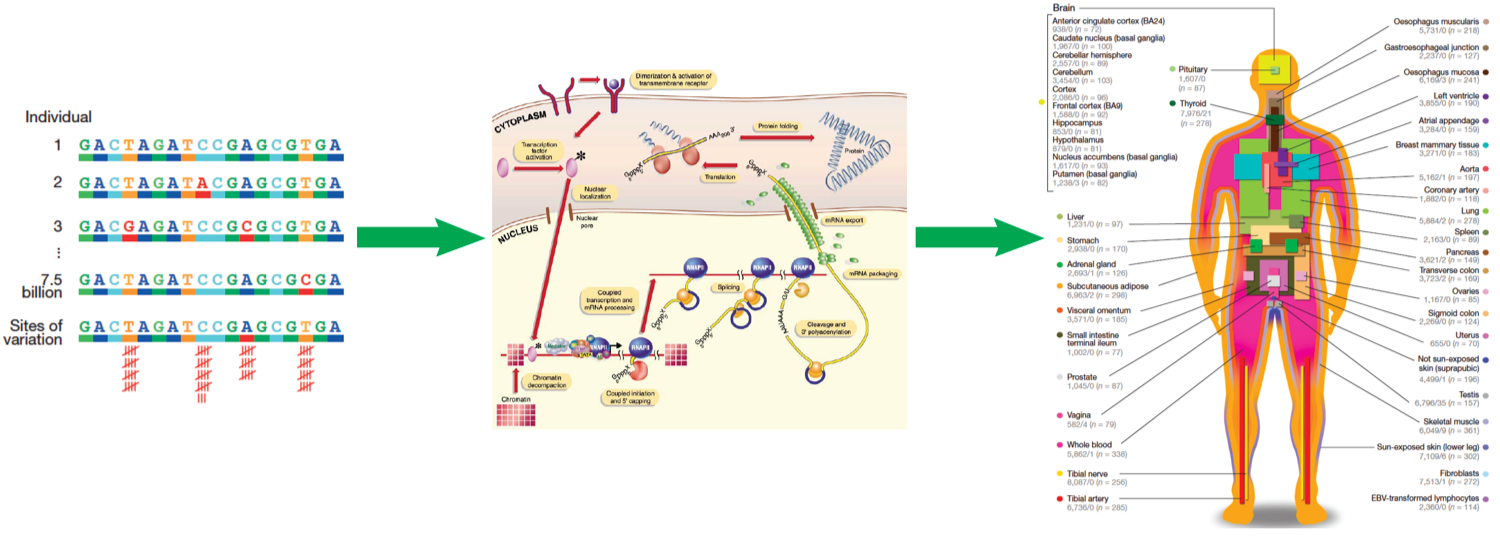 Individual
1
GACTAGATCCGAGCGTGA
2
GACTAGATACGAGCGTGA
3
GACGAGATCCGCGCGTGA
7.5
billion
GACTAGATCCGAGCGCGA
Sites of
variation
GACTAGATCCGAGCGTGA
Dimerization & activation of
transmembrane receptor
CYTOPLASM
Transcription
factor
activation
*
Nuclear
localization
Nuclear
pore
NUCLEUS
GpppX
AAA200 3'
Protein folding
Protein
Translation
GpppX
mRNA export
mRNA packaging
RNAPII
RNAPII
RNAPII
Splicing
Coupled
transcription and
mRNA processing
GpppX
GpppX
Cleavage and
3' polyadenylation
*
Mediator
RNAPII
RNAPII
GpppX
Chromatin
decompaction
Coupled initiation
and 5' capping
Chromatin
Brain
Anterior cingulate cortex (BA24)
938/0 (n = 72)
Caudate nucleus (basal ganglia)
1,967/0 (n = 100)
Cerebellar hemisphere
2,557/0 (n = 89)
Cerebellum
3,454/0 (n = 103)
Cortex
2,086/0 (n = 96)
Frontal cortex (BA9)
1,588/0 (n = 92)
Hippocampus
853/0 (n = 81)
Hypothalamus
879/0 (n = 81)
Nucleus accumbens (basal ganglia)
1,617/0 (n = 93)
Putamen (basal ganglia)
1,238/3 (n = 82)
Pituitary
1,607/0
(n = 87)
Thyroid
7,976/21
(n = 278)
Liver
1,231/0 (n = 97)
Stomach
2,938/0 (n = 170)
Adrenal gland
2,693/1 (n = 126)
Subcutaneous adipose
6,963/2 (n = 298)
Visceral omentum
3,571/0 (n = 185)
Small intestine
terminal ileum
1,002/0 (n = 77)
Prostate
1,045/0 (n = 87)
Vagina
582/4 (n = 79)
Whole blood
5,862/1 (n = 338)
Tibial nerve
8,087/0 (n = 256)
Tibial artery
6,736/0 (n = 285)
Oesophagus muscularis
5,731/0 (n = 218)
Gastroesophageal junction
2,237/0 (n = 127)
Oesophagus mucosa
6,169/3 (n = 241)
Left ventricle
3,855/0 (n = 190)
Atrial appendage
3,284/0 (n = 159)
Breast mammary tissue
3,271/0 (n = 183)
Aorta
5,162/1 (n = 197)
Coronary artery
1,882/0 (n = 118)
Lung
5,884/2 (n = 278)
Spleen
2,163/0 (n = 89)
Pancreas
3,621/2 (n = 149)
Transverse colon
3,723/2 (n = 169)
Ovaries
1,167/0 (n = 85)
Sigmoid colon
2,269/0 (n = 124)
Uterus
655/0 (n = 70)
Not sun-exposed
skin (suprapubic)
4,499/1 (n = 196)
Testis
6,796/35 (n = 157)
Skeletal muscle
6,049/9 (n = 361)
Sun-exposed skin (lower leg)
7,109/6 (n = 302)
Fibroblasts
7,513/1 (n = 272)
EBV-transformed lymphocytes
2,360/0 (n = 114)